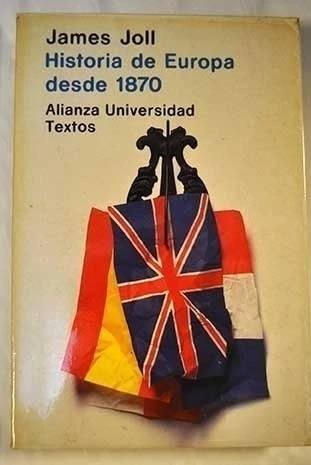 James Joll
Historia de Europa
desde 1870
Alianza Universidad
Textos